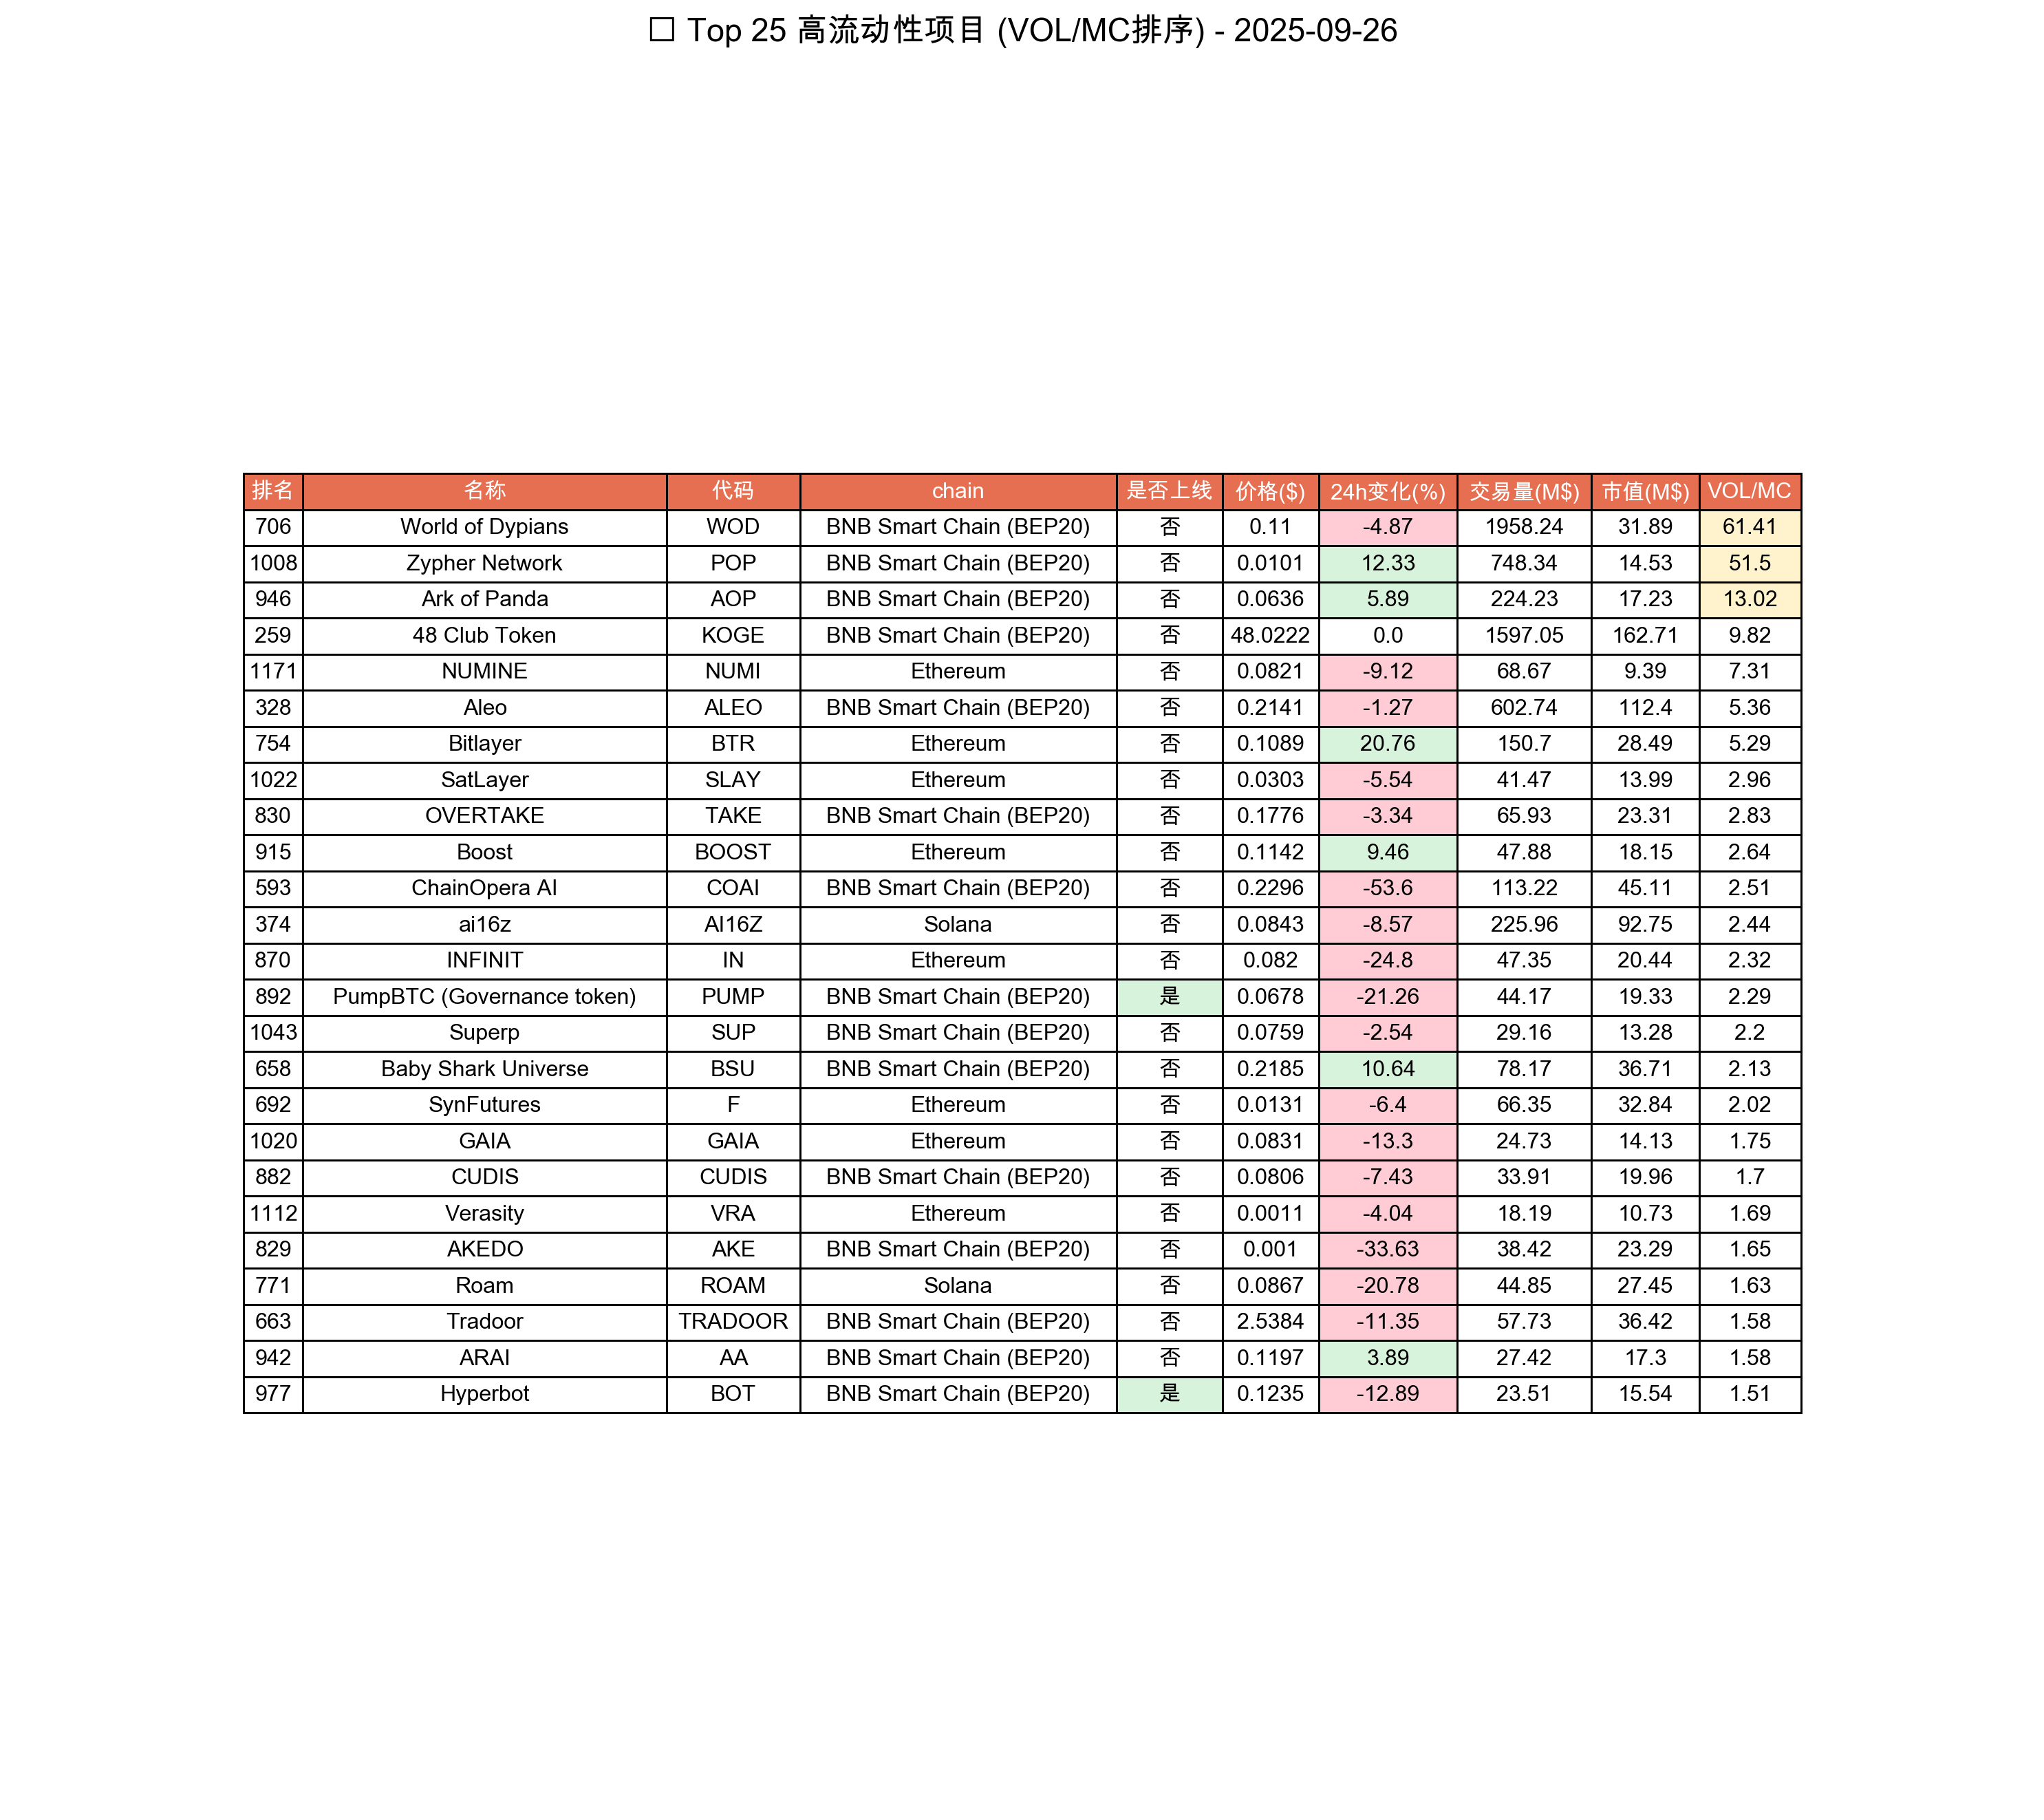 □ Top 25 高流动性项目 (VOL/MC排序) - 2025-09-26
排名 名称 代码 chain 是否上线 价格($) 24h变化(%) 交易量(M$) 市值(M$) VOL/MC
706 World of Dypians WOD BNB Smart Chain (BEP20) 否 0.11 -4.87 1958.24 31.89 61.41
1008 Zypher Network POP BNB Smart Chain (BEP20) 否 0.0101 12.33 748.34 14.53 51.5
946 Ark of Panda AOP BNB Smart Chain (BEP20) 否 0.0636 5.89 224.23 17.23 13.02
259 48 Club Token KOGE BNB Smart Chain (BEP20) 否 48.0222 0.0 1597.05 162.71 9.82
1171 NUMINE NUMI Ethereum 否 0.0821 -9.12 68.67 9.39 7.31
328 Aleo ALEO BNB Smart Chain (BEP20) 否 0.2141 -1.27 602.74 112.4 5.36
754 Bitlayer BTR Ethereum 否 0.1089 20.76 150.7 28.49 5.29
1022 SatLayer SLAY Ethereum 否 0.0303 -5.54 41.47 13.99 2.96
830 OVERTAKE TAKE BNB Smart Chain (BEP20) 否 0.1776 -3.34 65.93 23.31 2.83
915 Boost BOOST Ethereum 否 0.1142 9.46 47.88 18.15 2.64
593 ChainOpera AI COAI BNB Smart Chain (BEP20) 否 0.2296 -53.6 113.22 45.11 2.51
374 ai16z AI16Z Solana 否 0.0843 -8.57 225.96 92.75 2.44
870 INFINIT IN Ethereum 否 0.082 -24.8 47.35 20.44 2.32
892 PumpBTC (Governance token) PUMP BNB Smart Chain (BEP20) 是 0.0678 -21.26 44.17 19.33 2.29
1043 Superp SUP BNB Smart Chain (BEP20) 否 0.0759 -2.54 29.16 13.28 2.2
658 Baby Shark Universe BSU BNB Smart Chain (BEP20) 否 0.2185 10.64 78.17 36.71 2.13
692 SynFutures F Ethereum 否 0.0131 -6.4 66.35 32.84 2.02
1020 GAIA GAIA Ethereum 否 0.0831 -13.3 24.73 14.13 1.75
882 CUDIS CUDIS BNB Smart Chain (BEP20) 否 0.0806 -7.43 33.91 19.96 1.7
1112 Verasity VRA Ethereum 否 0.0011 -4.04 18.19 10.73 1.69
829 AKEDO AKE BNB Smart Chain (BEP20) 否 0.001 -33.63 38.42 23.29 1.65
771 Roam ROAM Solana 否 0.0867 -20.78 44.85 27.45 1.63
663 Tradoor TRADOOR BNB Smart Chain (BEP20) 否 2.5384 -11.35 57.73 36.42 1.58
942 ARAI AA BNB Smart Chain (BEP20) 否 0.1197 3.89 27.42 17.3 1.58
977 Hyperbot BOT BNB Smart Chain (BEP20) 是 0.1235 -12.89 23.51 15.54 1.51